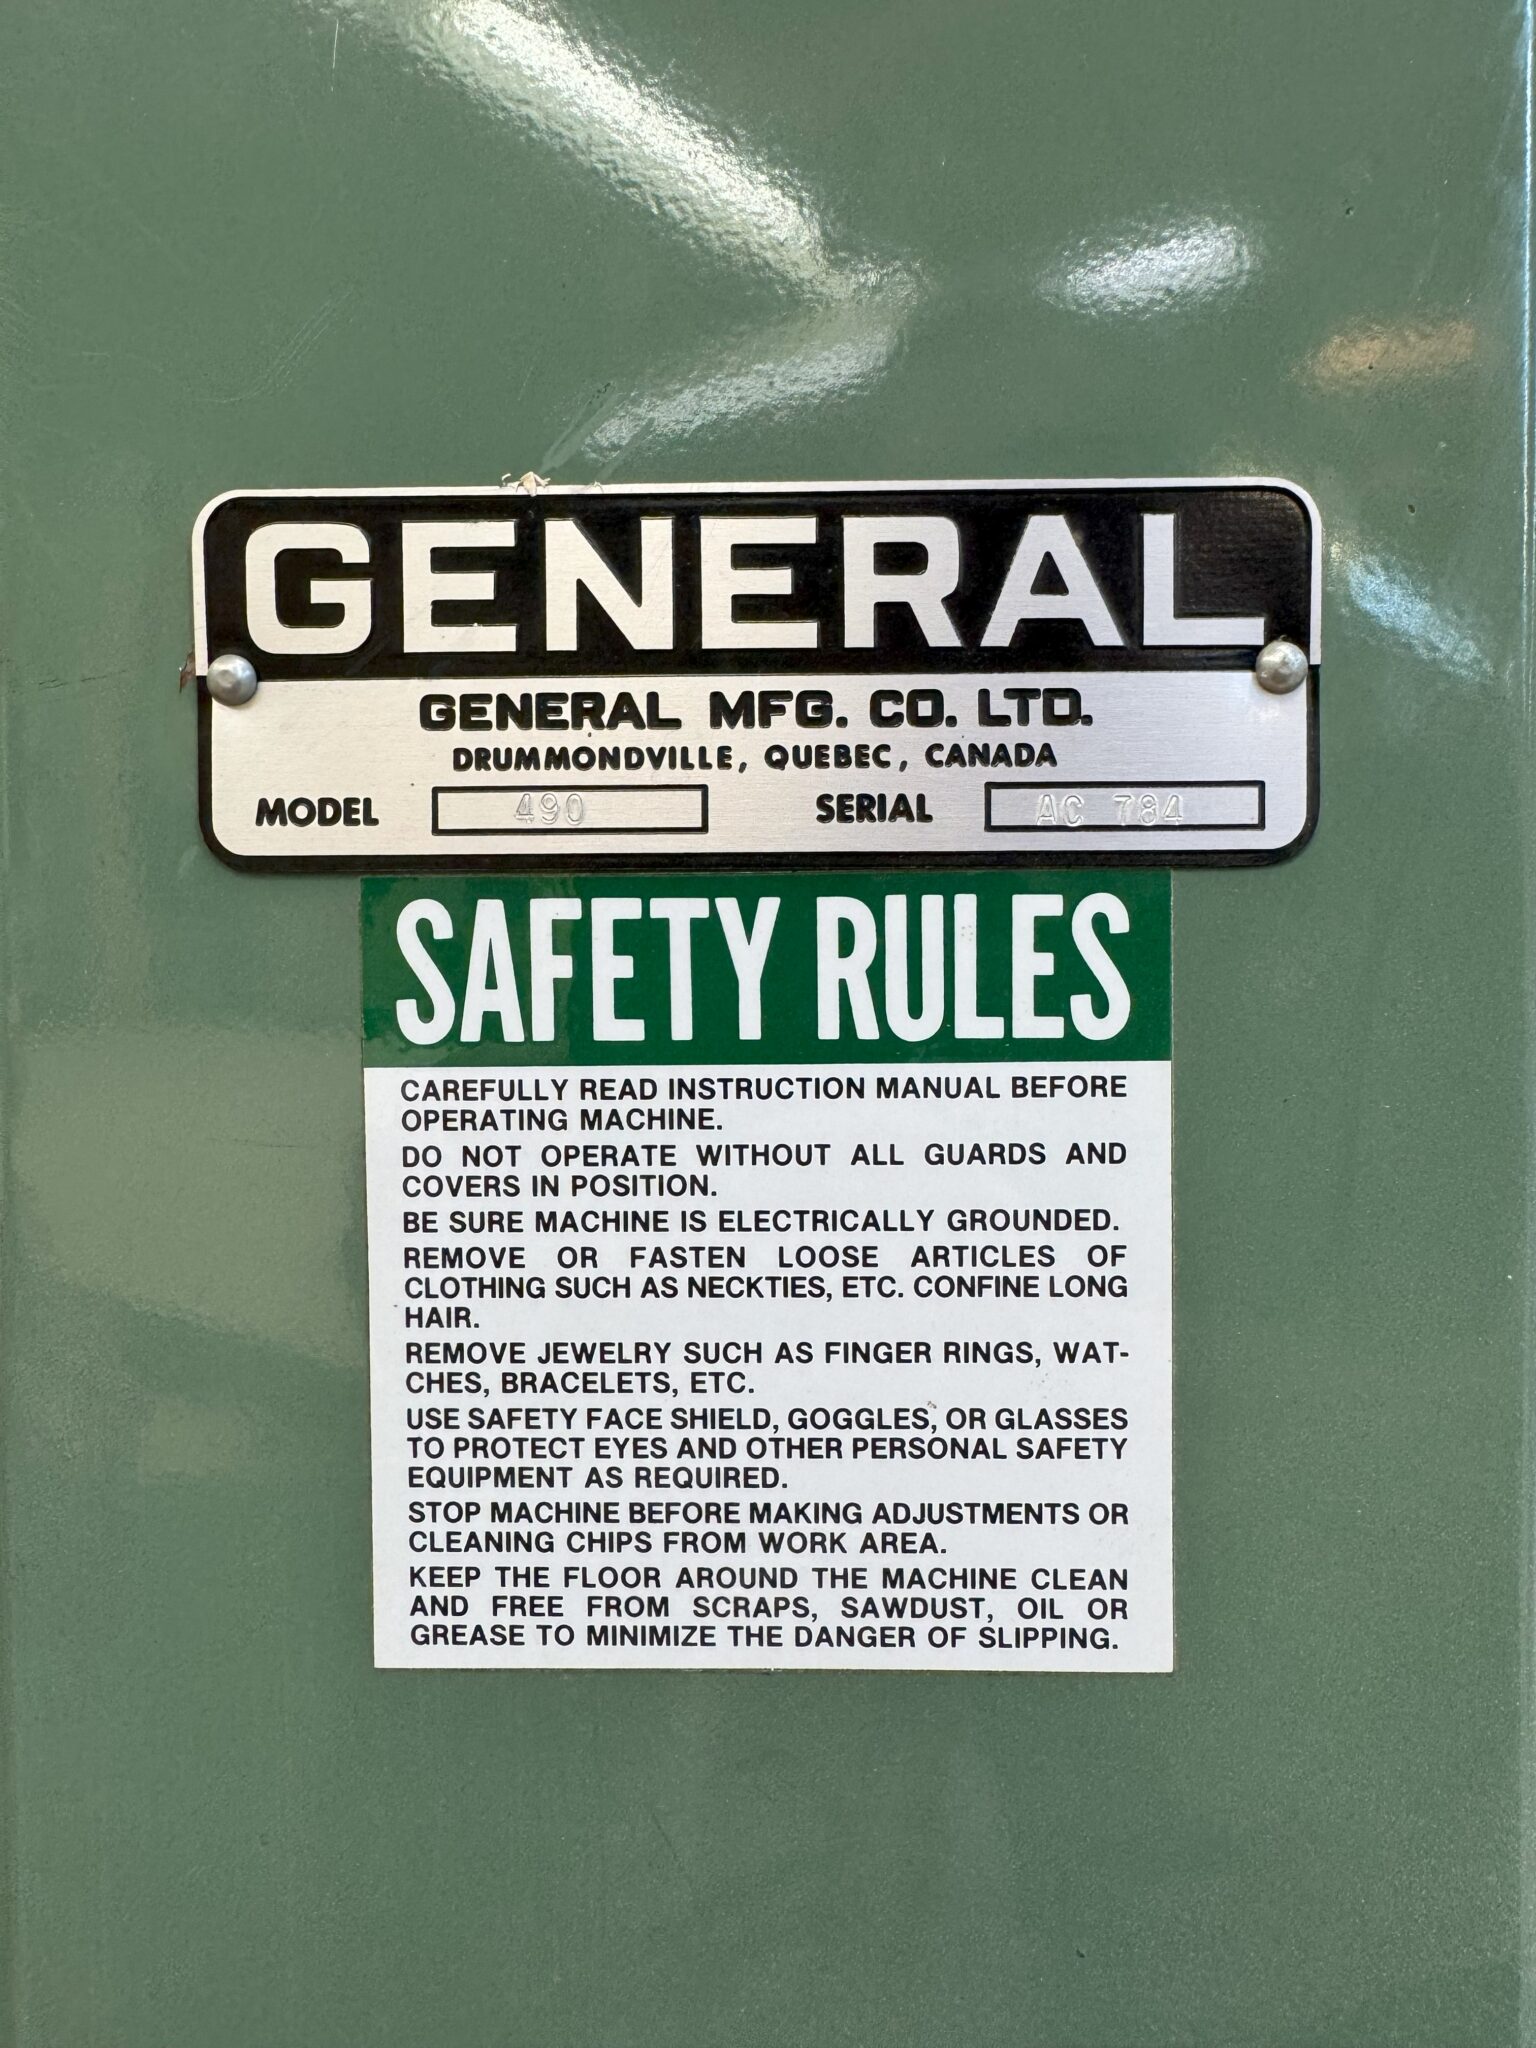 GENERAL
GENERAL MFG. CO. LTD.
DRUMMONDVILLE, QUEBEC, CANADA
MODEL 490 SERIAL AC 784
SAFETY RULES
CAREFULLY READ INSTRUCTION MANUAL BEFORE
OPERATING MACHINE.
DO NOT OPERATE WITHOUT ALL GUARDS AND
COVERS IN POSITION.
BE SURE MACHINE IS ELECTRICALLY GROUNDED.
REMOVE OR FASTEN LOOSE ARTICLES OF
CLOTHING SUCH AS NECKTIES, ETC. CONFINE LONG
HAIR.
REMOVE JEWELRY SUCH AS FINGER RINGS, WAT-
CHES, BRACELETS, ETC.
USE SAFETY FACE SHIELD, GOGGLES, OR GLASSES
TO PROTECT EYES AND OTHER PERSONAL SAFETY
EQUIPMENT AS REQUIRED.
STOP MACHINE BEFORE MAKING ADJUSTMENTS OR
CLEANING CHIPS FROM WORK AREA.
KEEP THE FLOOR AROUND THE MACHINE CLEAN
AND FREE FROM SCRAPS, SAWDUST, OIL OR
GREASE TO MINIMIZE THE DANGER OF SLIPPING.